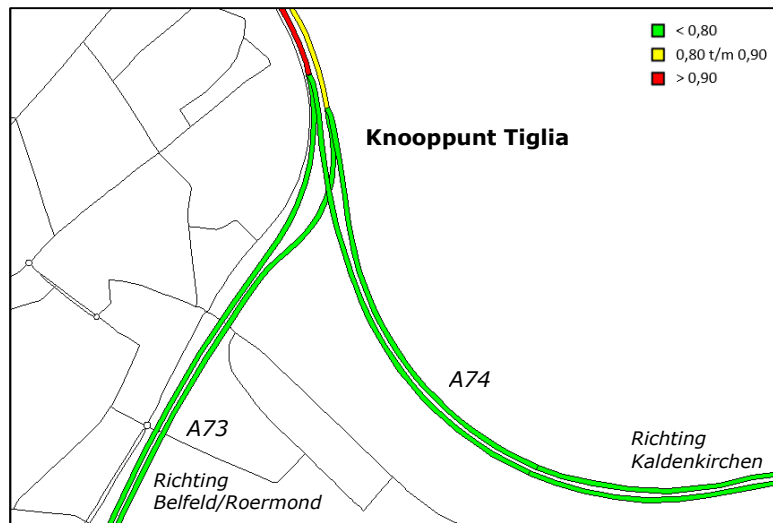 < 0,80
0,80 t/m 0,90
> 0,90
Knooppunt Tiglia
A74
A73
Richting
Kaldenkirchen
Richting
Belfeld/Roermond